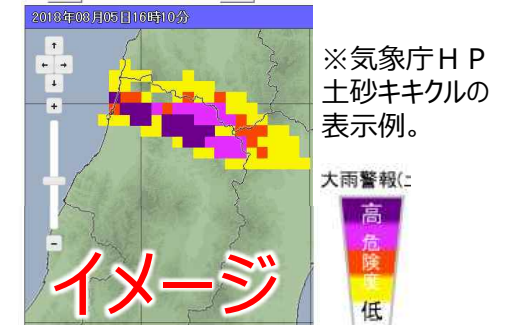 2018年08月05日16時10分
※気象庁HP
土砂キキクルの
表示例。
大雨警報(
高
危
険
度
低
イメージ